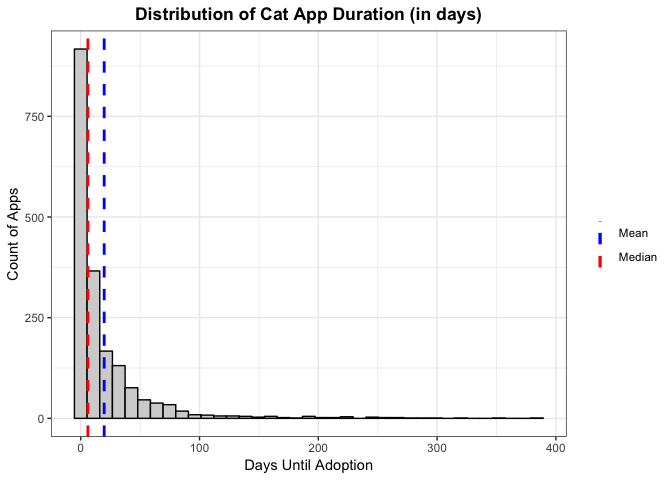 Distribution of Cat App Duration (in days)
Count of Apps
750
500
250
0
0 100 200 300 400
Days Until Adoption
Mean
Median